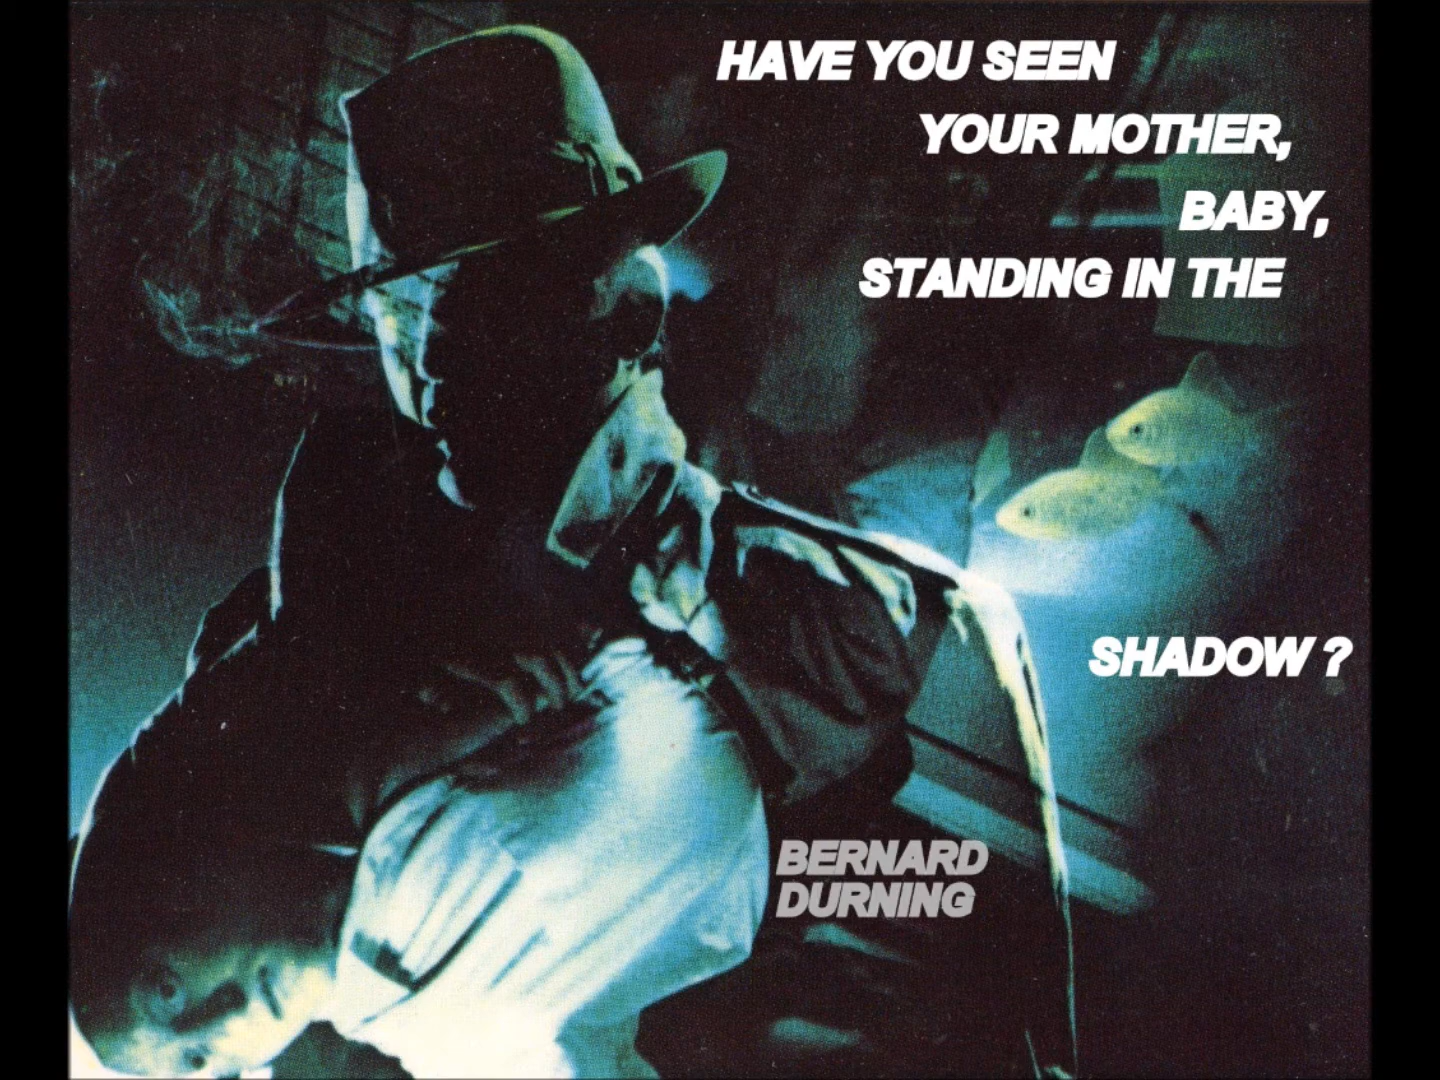 HAVE YOU SEEN
YOUR MOTHER,
BABY,
STANDING IN THE
SHADOW ?
BERNARD
DURNING